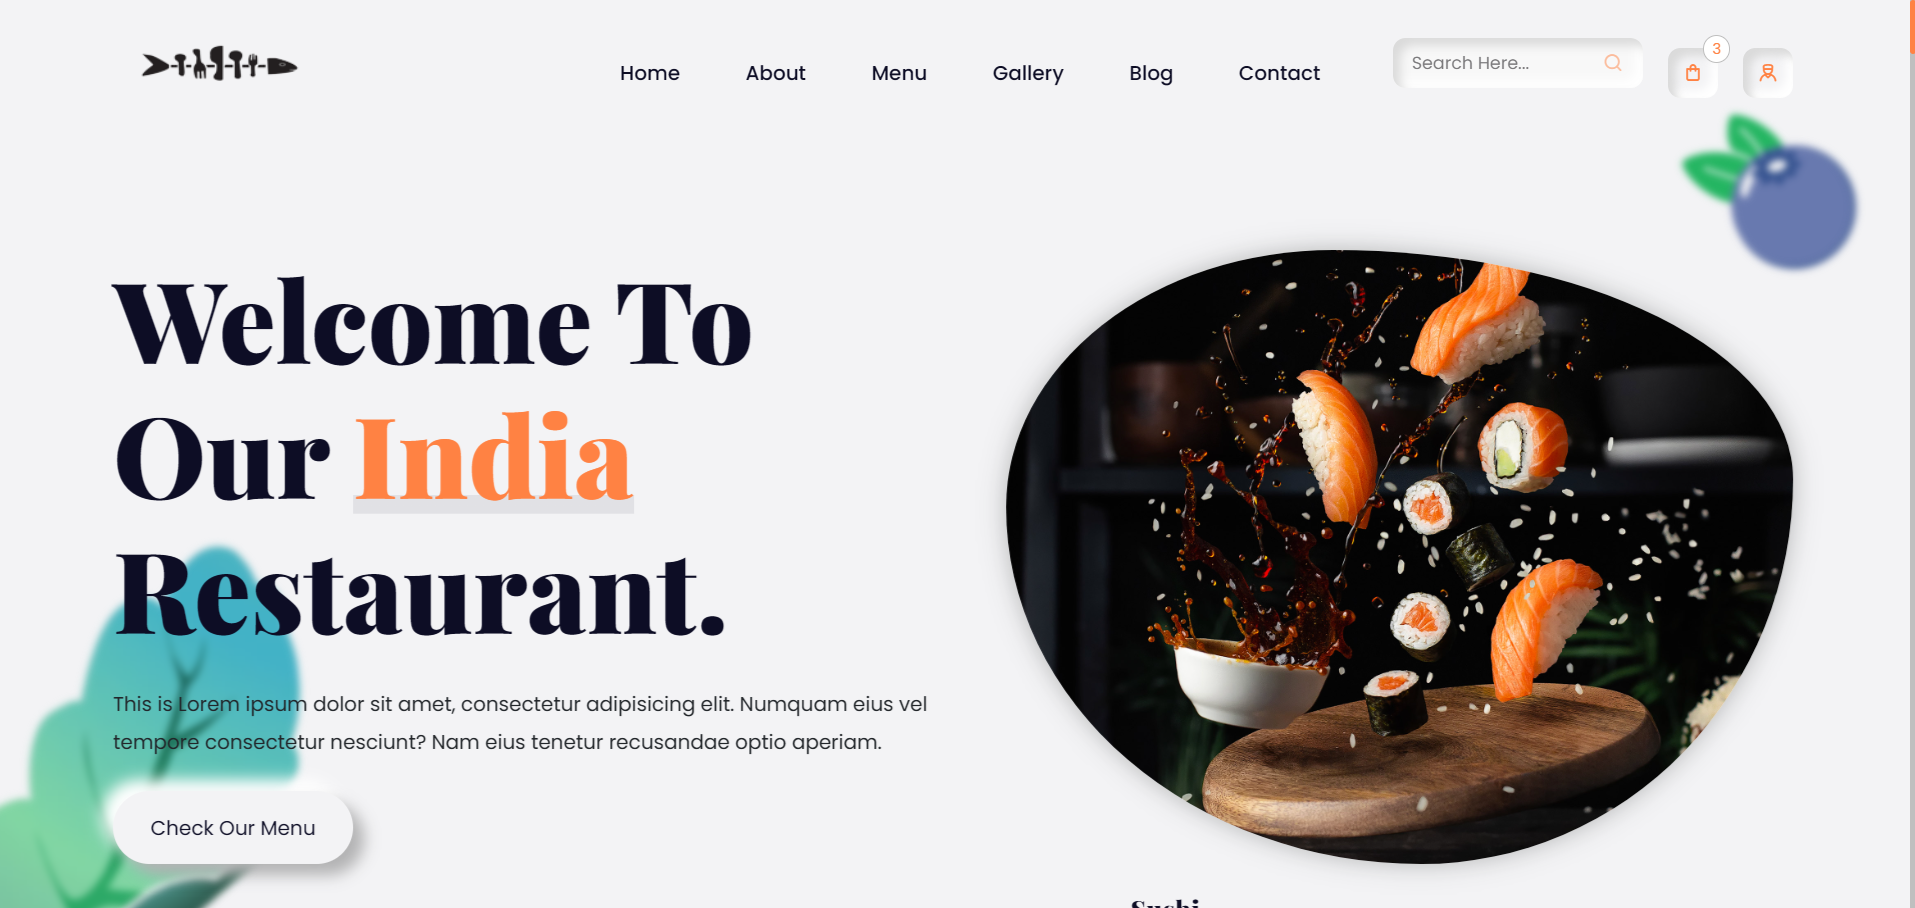 Home About Menu Gallery Blog Contact
Search Here...
3
Welcome To
Our India
Restaurant.
This is Lorem ipsum dolor sit amet, consectetur adipisicing elit. Numquam eius vel
tempore consectetur nesciunt? Nam eius tenetur recusandae optio aperiam.
Check Our Menu
Sushi